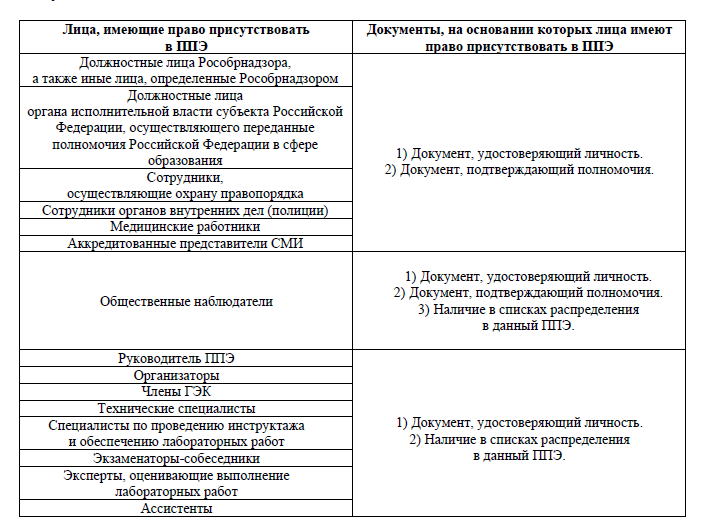 Лица, имеющие право присутствовать
в ППЭ
Документы, на основании которых лица имеют
право присутствовать в ППЭ
Должностные лица Рособрнадзора,
а также иные лица, определенные Рособрнадзором
Должностные лица
органа исполнительной власти субъекта Российской
Федерации, осуществляющего переданные
полномочия Российской Федерации в сфере
образования
Сотрудники,
осуществляющие охрану правопорядка
Сотрудники органов внутренних дел (полиции)
Медицинские работники
Аккредитованные представители СМИ
1) Документ, удостоверяющий личность.
2) Документ, подтверждающий полномочия.
Общественные наблюдатели
1) Документ, удостоверяющий личность.
2) Документ, подтверждающий полномочия.
3) Наличие в списках распределения
в данный ППЭ.
Руководитель ППЭ
Организаторы
Члены ГЭК
Технические специалисты
Специалисты по проведению инструктажа
и обеспечению лабораторных работ
Экзаменаторы-собеседники
Эксперты, оценивающие выполнение
лабораторных работ
Ассистенты
1) Документ, удостоверяющий личность.
2) Наличие в списках распределения
в данный ППЭ.